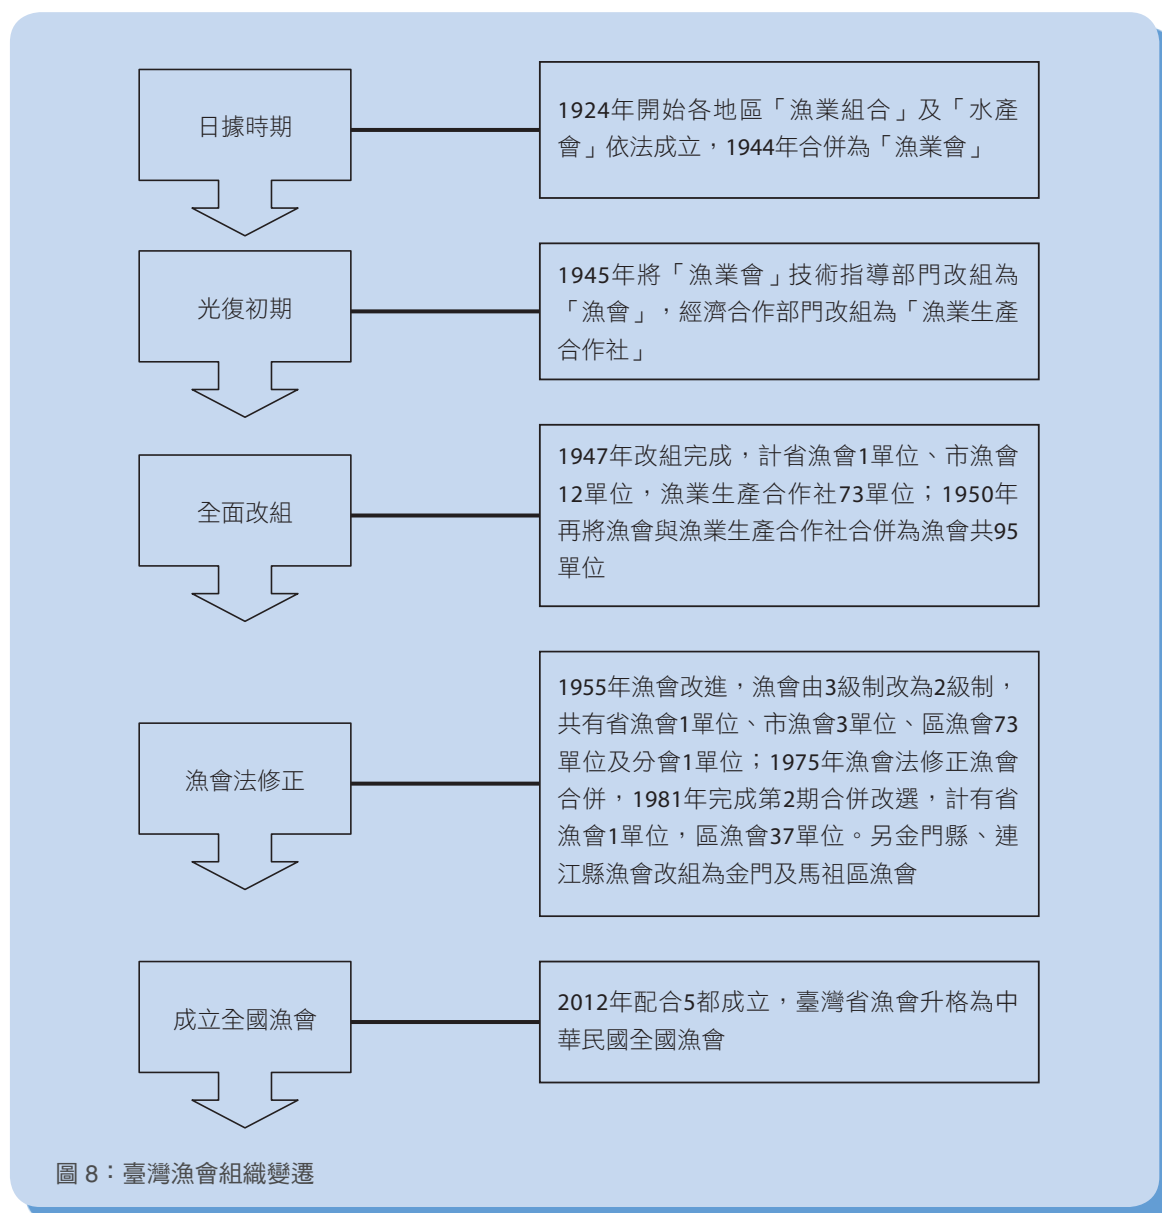 日據時期
1924年開始各地區「漁業組合」及「水產
會」依法成立，1944年合併為「漁業會」
光復初期
1945年將「漁業會」技術指導部門改組為
「漁會」，經濟合作部門改組為「漁業生產
合作社」
全面改組
1947年改組完成，計省漁會1單位、市漁會
12單位，漁業生產合作社73單位；1950年
再將漁會與漁業生產合作社合併為漁會共95
單位
漁會法修正
1955年漁會改進，漁會由3級制改為2級制，
共有省漁會1單位、市漁會3單位、區漁會73
單位及分會1單位；1975年漁會法修正漁會
合併，1981年完成第2期合併改選，計有省
漁會1單位，區漁會37單位。另金門縣、連
江縣漁會改組為金門及馬祖區漁會
成立全國漁會
2012年配合5都成立，臺灣省漁會升格為中
華民國全國漁會
圖 8：臺灣漁會組織變遷